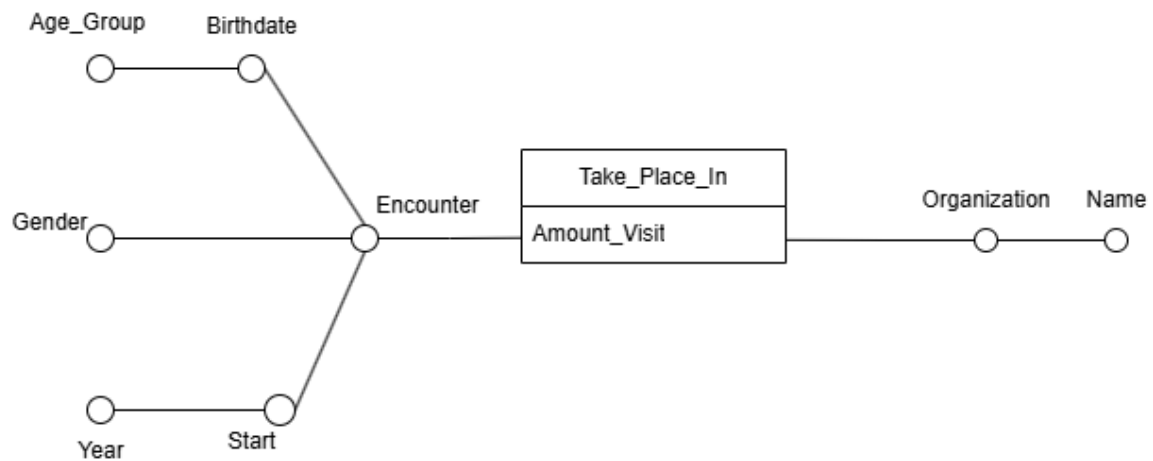 Age_Group
Birthdate
Take_Place_In
Organization
Name
Encounter
Gender
Amount_Visit
Start
Year